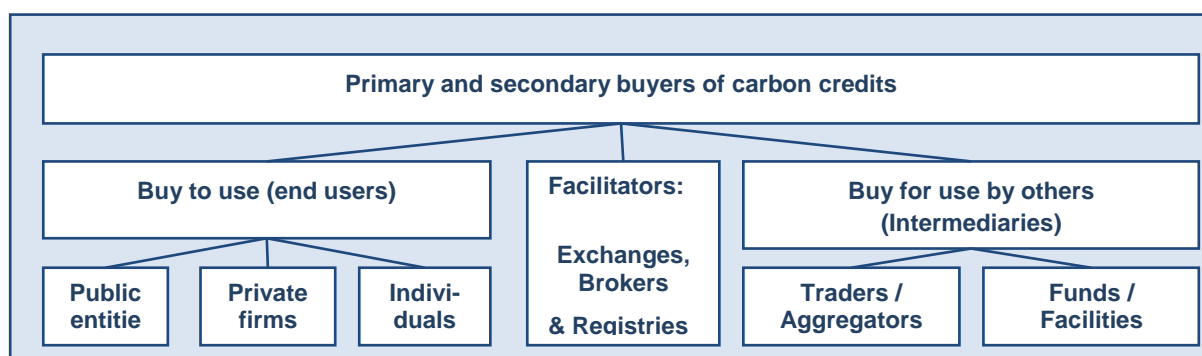 Primary and secondary buyers of carbon credits
Buy to use (end users)
Facilitators:
Exchanges,
Brokers
& Registries
Buy for use by others
(Intermediaries)
Public
entitie
Private
firms
Indivi-
duals
Traders /
Aggregators
Funds /
Facilities